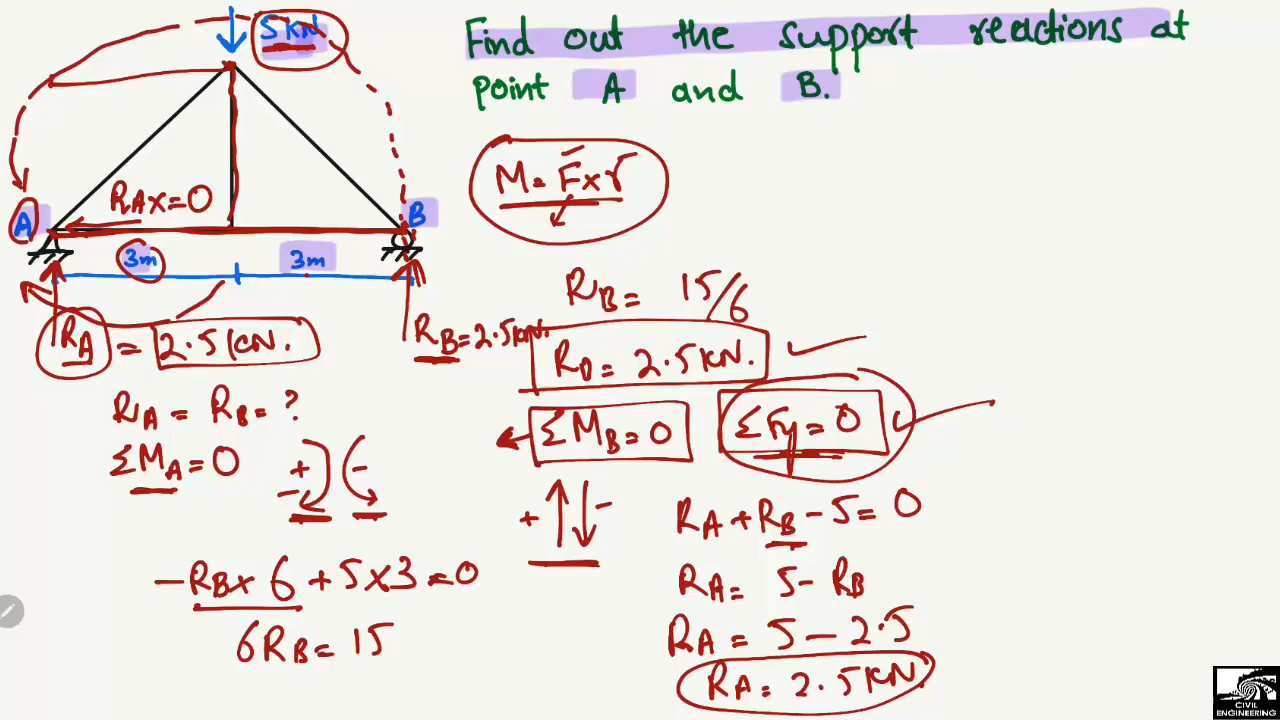 5 kN
Find out the support reactions at
point A and B.
M = F x r
RAx = 0
A
B
3m
3m
RA = 2.5 kN.
RB = 2.5kN.
RB = 15/6
RB = 2.5 KN.
RA = RB = ?
ΣMA = 0
+
-
-
ΣMB = 0
ΣFy = 0
+
-
RA + RB - 5 = 0
-RB x 6 + 5 x 3 = 0
RA = 5 - RB
6RB = 15
RA = 5 - 2.5
RA = 2.5KN
CIVIL
ENGINEERING